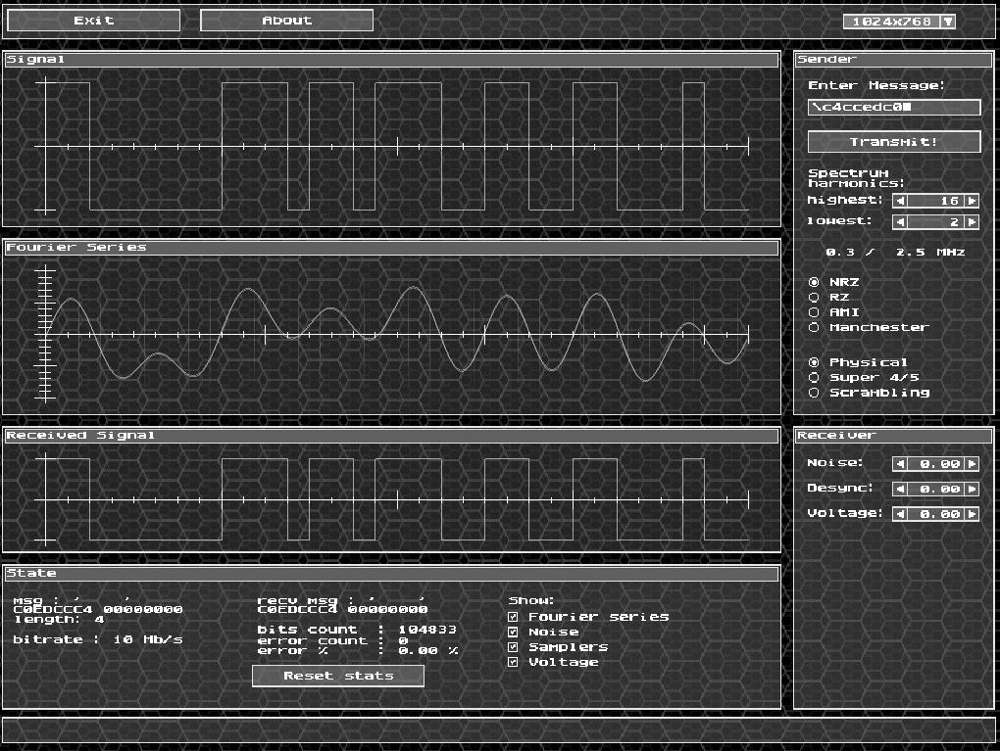 Exit
About
1024x768
Signal
Fourier Series
Received Signal
State
msg : '     '
C0EDCCC4 00000000
length: 4
bitrate : 10 Mb/s
recv msg : '     '
C0EDCCC4 00000000
bits count  : 104833
error count : 0
error %     : 0.00 %
Reset stats
Show:
Fourier series
Noise
Samplers
Voltage
Sender
Enter Message:
\c4ccedc0
Transmit!
Spectrum
harmonics:
highest: 16
lowest: 2
0.3 /  2.5 MHz
NRZ
RZ
AMI
Manchester
Physical
Super 4/5
Scrambling
Receiver
Noise: 0.00
Desync: 0.00
Voltage: 0.00